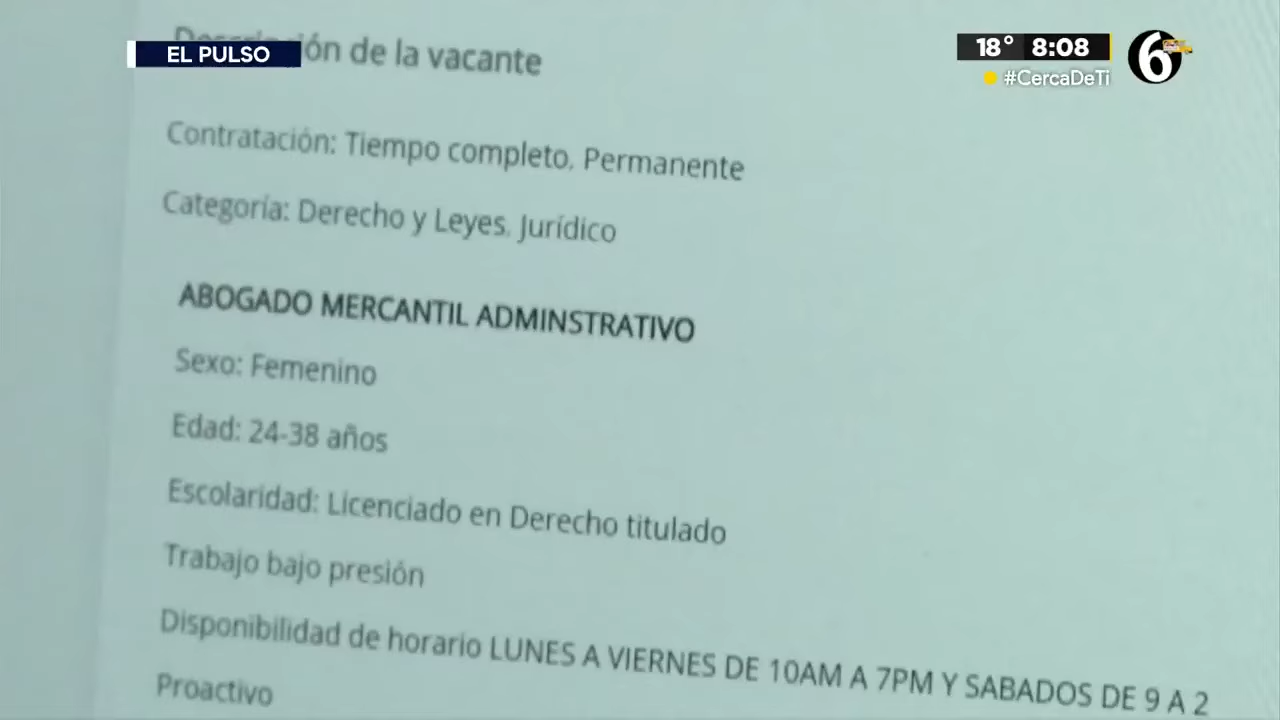 EL PULSO
18° 8:08
#CercaDeTi
6
ión de la vacante
Contratación: Tiempo completo, Permanente
Categoría: Derecho y Leyes, Jurídico
ABOGADO MERCANTIL ADMINSTRATIVO
Sexo: Femenino
Edad: 24-38 años
Escolaridad: Licenciado en Derecho titulado
Trabajo bajo presión
Disponibilidad de horario LUNES A VIERNES DE 10AM A 7PM Y SABADOS DE 9 A 2
Proactivo